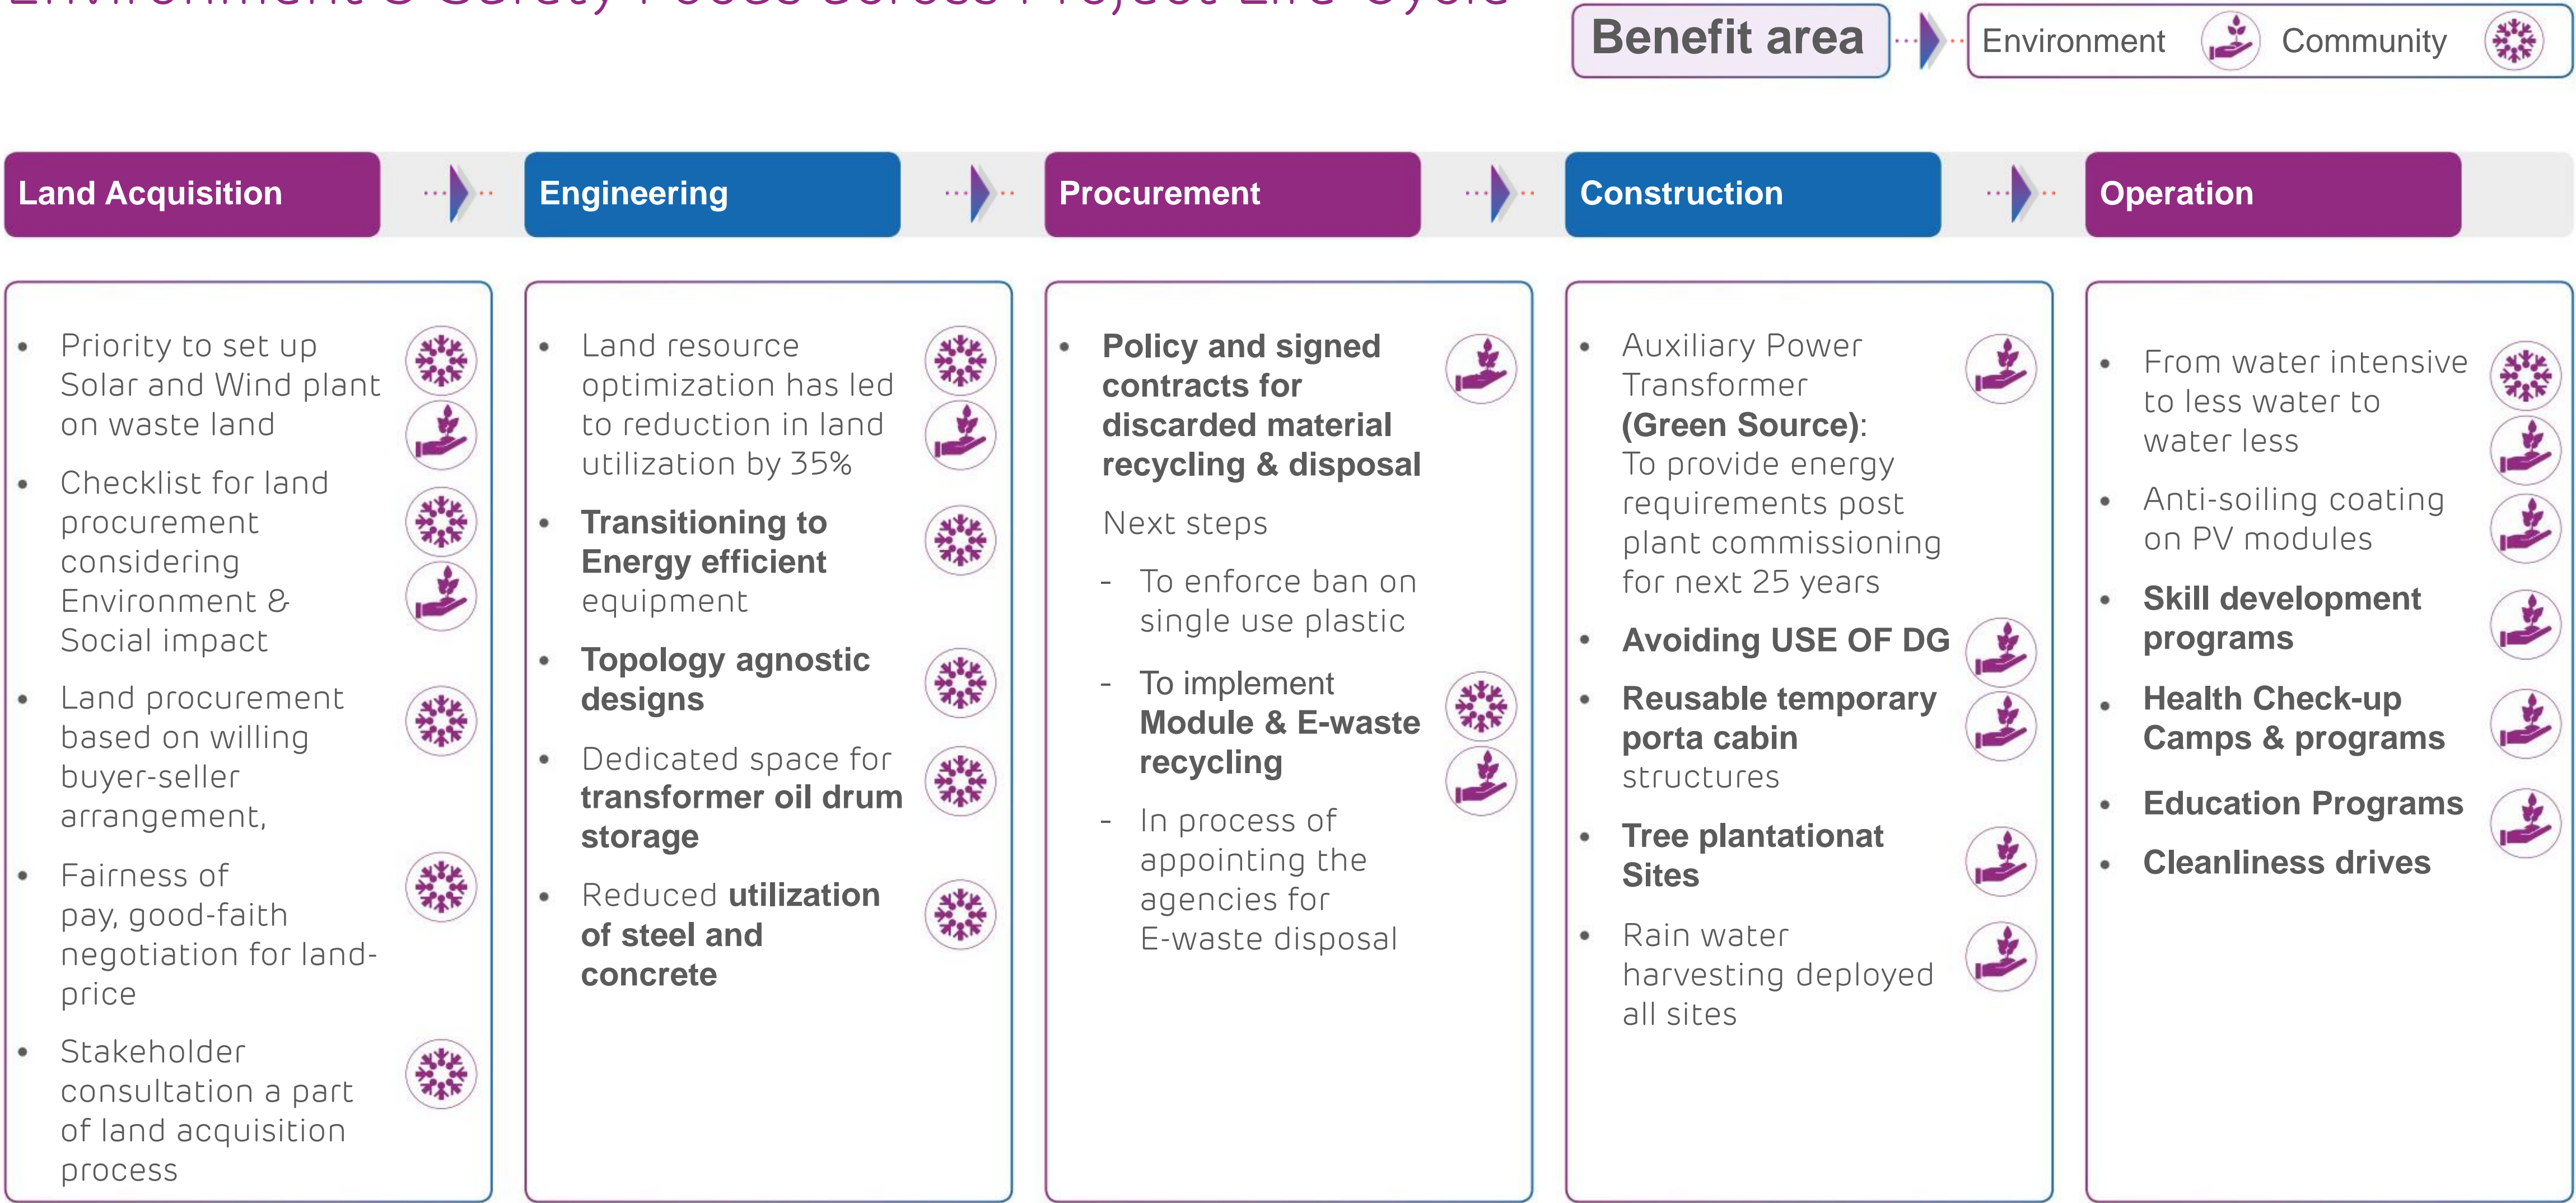 Environment & Safety Focus across Project Life-Cycle
Benefit area
Environment
Community
Land Acquisition
Engineering
Procurement
Construction
Operation
• Priority to set up
Solar and Wind plant
on waste land
• Checklist for land
procurement
considering
Environment &
Social impact
• Land procurement
based on willing
buyer-seller
arrangement,
• Fairness of
pay, good-faith
negotiation for land-
price
• Stakeholder
consultation a part
of land acquisition
process
• Land resource
optimization has led
to reduction in land
utilization by 35%
• Transitioning to
Energy efficient
equipment
• Topology agnostic
designs
• Dedicated space for
transformer oil drum
storage
• Reduced utilization
of steel and
concrete
• Policy and signed
contracts for
discarded material
recycling & disposal
Next steps
- To enforce ban on
single use plastic
- To implement
Module & E-waste
recycling
- In process of
appointing the
agencies for
E-waste disposal
• Auxiliary Power
Transformer
(Green Source):
To provide energy
requirements post
plant commissioning
for next 25 years
• Avoiding USE OF DG
• Reusable temporary
porta cabin
structures
• Tree plantationat
Sites
• Rain water
harvesting deployed
all sites
• From water intensive
to less water to
water less
• Anti-soiling coating
on PV modules
• Skill development
programs
• Health Check-up
Camps & programs
• Education Programs
• Cleanliness drives